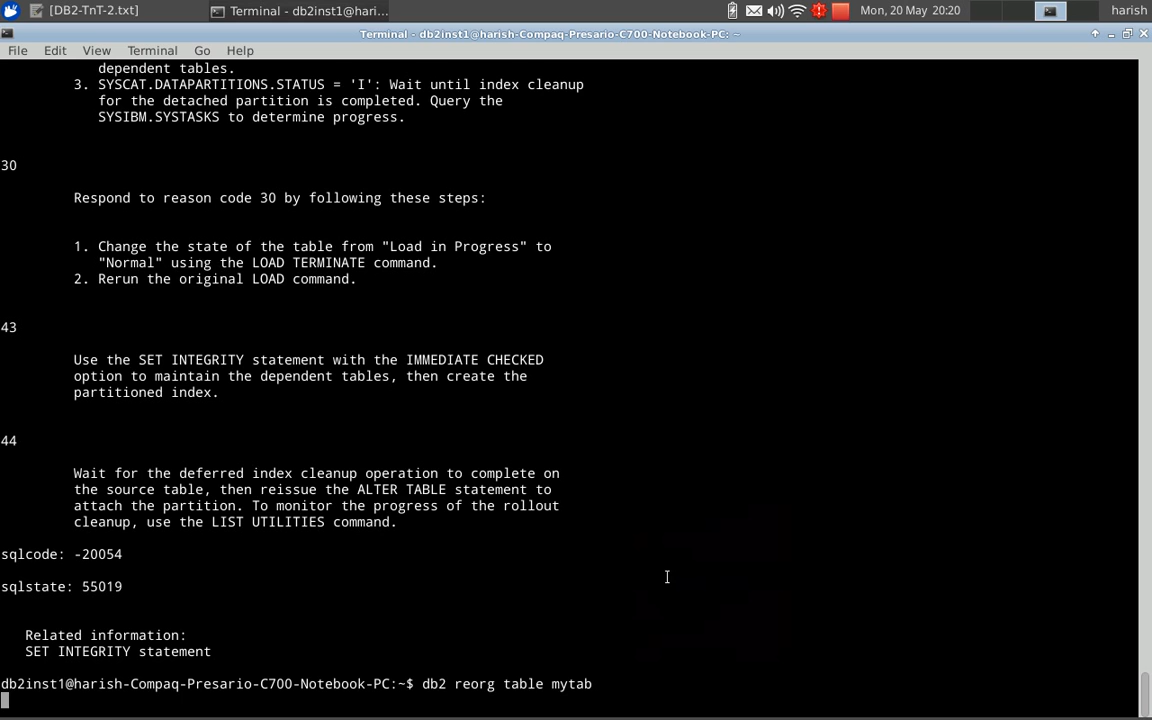 [DB2-TnT-2.txt]
Terminal - db2inst1@hari...
Mon, 20 May 20:20
harish
Terminal - db2inst1@harish-Compaq-Presario-C700-Notebook-PC: ~
File Edit View Terminal Go Help
dependent tables.
3. SYSCAT.DATAPARTITIONS.STATUS = 'I': Wait until index cleanup
for the detached partition is completed. Query the
SYSIBM.SYSTASKS to determine progress.
30
Respond to reason code 30 by following these steps:
1. Change the state of the table from "Load in Progress" to
"Normal" using the LOAD TERMINATE command.
2. Rerun the original LOAD command.
43
Use the SET INTEGRITY statement with the IMMEDIATE CHECKED
option to maintain the dependent tables, then create the
partitioned index.
44
Wait for the deferred index cleanup operation to complete on
the source table, then reissue the ALTER TABLE statement to
attach the partition. To monitor the progress of the rollout
cleanup, use the LIST UTILITIES command.
sqlcode: -20054
sqlstate: 55019
Related information:
SET INTEGRITY statement
db2inst1@harish-Compaq-Presario-C700-Notebook-PC:~$ db2 reorg table mytab